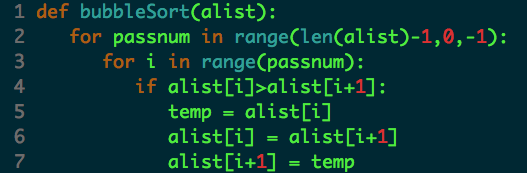 1 def bubbleSort(alist):
2    for passnum in range(len(alist)-1,0,-1):
3       for i in range(passnum):
4          if alist[i]>alist[i+1]:
5             temp = alist[i]
6             alist[i] = alist[i+1]
7             alist[i+1] = temp